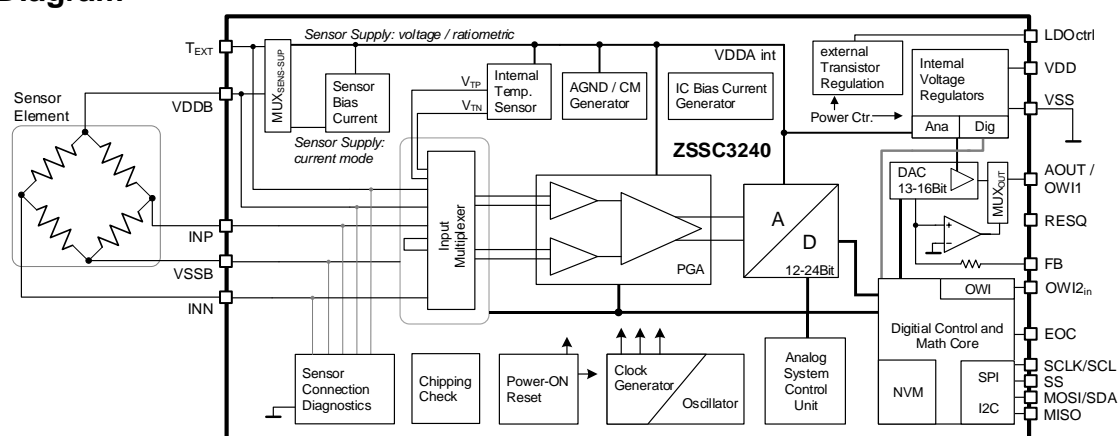 Diagram
Sensor
Element
T_EXT
VDDB
INP
VSSB
INN
MUX_SENS-SUP
Sensor Supply: voltage / ratiometric
Sensor
Bias
Current
Sensor Supply:
current mode
V_TP
V_TN
Internal
Temp.
Sensor
AGND / CM
Generator
VDDA int
IC Bias Current
Generator
external
Transistor
Regulation
Power Ctr.
Internal
Voltage
Regulators
Ana
Dig
ZSSC3240
Input
Multiplexer
PGA
A
D
12-24Bit
DAC
13-16Bit
MUX_OUT
+
-
OWI
Digitial Control and
Math Core
NVM
SPI
I2C
Sensor
Connection
Diagnostics
Chipping
Check
Power-ON
Reset
Clock
Generator
Oscillator
Analog
System
Control
Unit
LDOctrl
VDD
VSS
AOUT /
OWI1
RESQ
FB
OWI2_in
EOC
SCLK/SCL
SS
MOSI/SDA
MISO